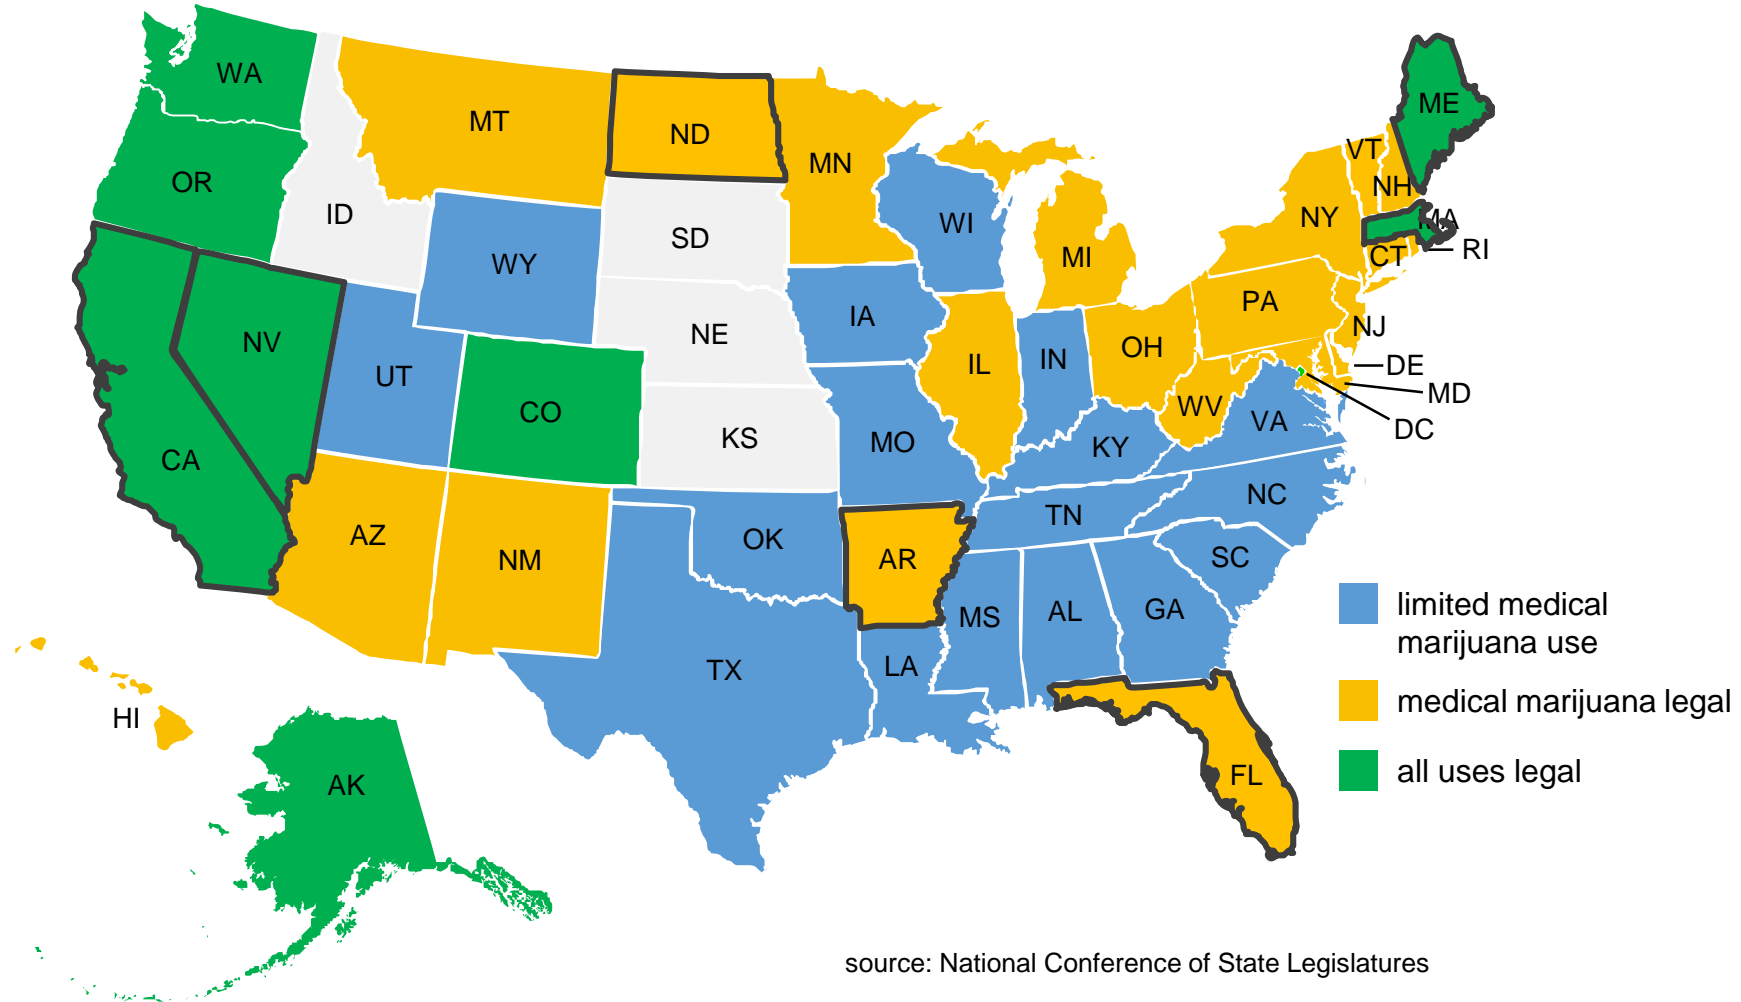 WA
MT
ND
MN
ME
OR
ID
VT
NH
NY
MA
WI
SD
MI
RI
CT
WY
PA
IA
NE
NJ
NV
OH
IN
IL
DE
UT
MD
CO
WV
VA
DC
KS
MO
KY
CA
NC
TN
AZ
OK
NM
AR
SC
MS
AL
GA
LA
TX
HI
AK
FL
limited medical
marijuana use
medical marijuana legal
all uses legal
source: National Conference of State Legislatures